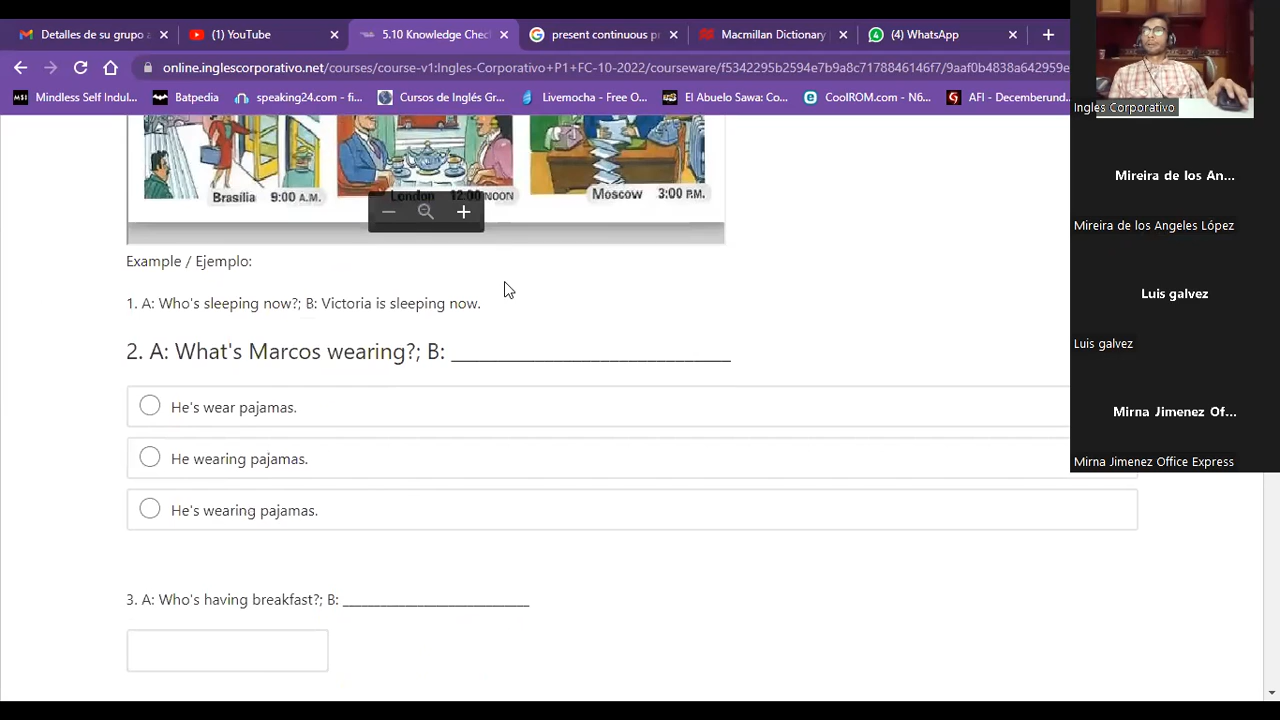 Detalles de su grupo
(1) YouTube
5.10 Knowledge Chec
present continuous p
Macmillan Dictionary
(4) WhatsApp
online.inglescorporativo.net/courses/course-v1:Ingles-Corporativo+P1+FC-10-2022/courseware/f5342295b2594e7b9a8c7178846146f7/9aaf0b4838a642959e
Mindless Self Indul...
Batpedia
speaking24.com - fi...
Cursos de Inglés Gr...
Livemocha - Free O...
El Abuelo Sawa: Co...
CoolROM.com - N6...
AFI - Decemberund.
Brasília 9:00 A.M.
London 12:00 NOON
Moscow 3:00 P.M.
Example / Ejemplo:
1. A: Who's sleeping now?; B: Victoria is sleeping now.
2. A: What's Marcos wearing?; B: ____________________________
He's wear pajamas.
He wearing pajamas.
He's wearing pajamas.
3. A: Who's having breakfast?; B: ____________________________
Ingles Corporativo
Mireira de los An...
Mireira de los Angeles López
Luis galvez
Luis galvez
Mirna Jimenez Of...
Mirna Jimenez Office Express